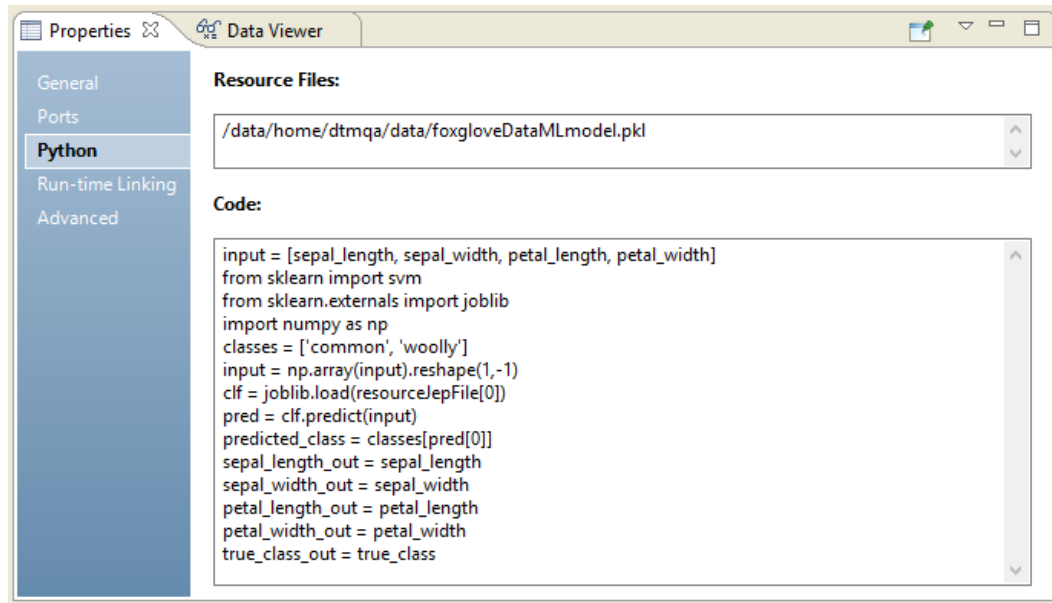 Properties
Data Viewer
General
Ports
Python
Run-time Linking
Advanced
Resource Files:
/data/home/dtmqa/data/foxgloveDataMLmodel.pkl
Code:
input = [sepal_length, sepal_width, petal_length, petal_width]
from sklearn import svm
from sklearn.externals import joblib
import numpy as np
classes = ['common', 'woolly']
input = np.array(input).reshape(1,-1)
clf = joblib.load(resourceJepFile[0])
pred = clf.predict(input)
predicted_class = classes[pred[0]]
sepal_length_out = sepal_length
sepal_width_out = sepal_width
petal_length_out = petal_length
petal_width_out = petal_width
true_class_out = true_class